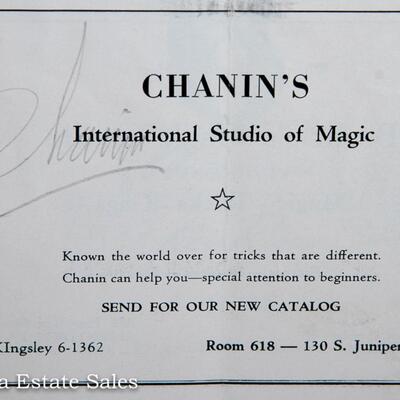 CHANIN'S
Chanin
International Studio of Magic
☆
Known the world over for tricks that are different.
Chanin can help you—special attention to beginners.
SEND FOR OUR NEW CATALOG
KIngsley 6-1362 Room 618 — 130 S. Juniper
a Estate Sales